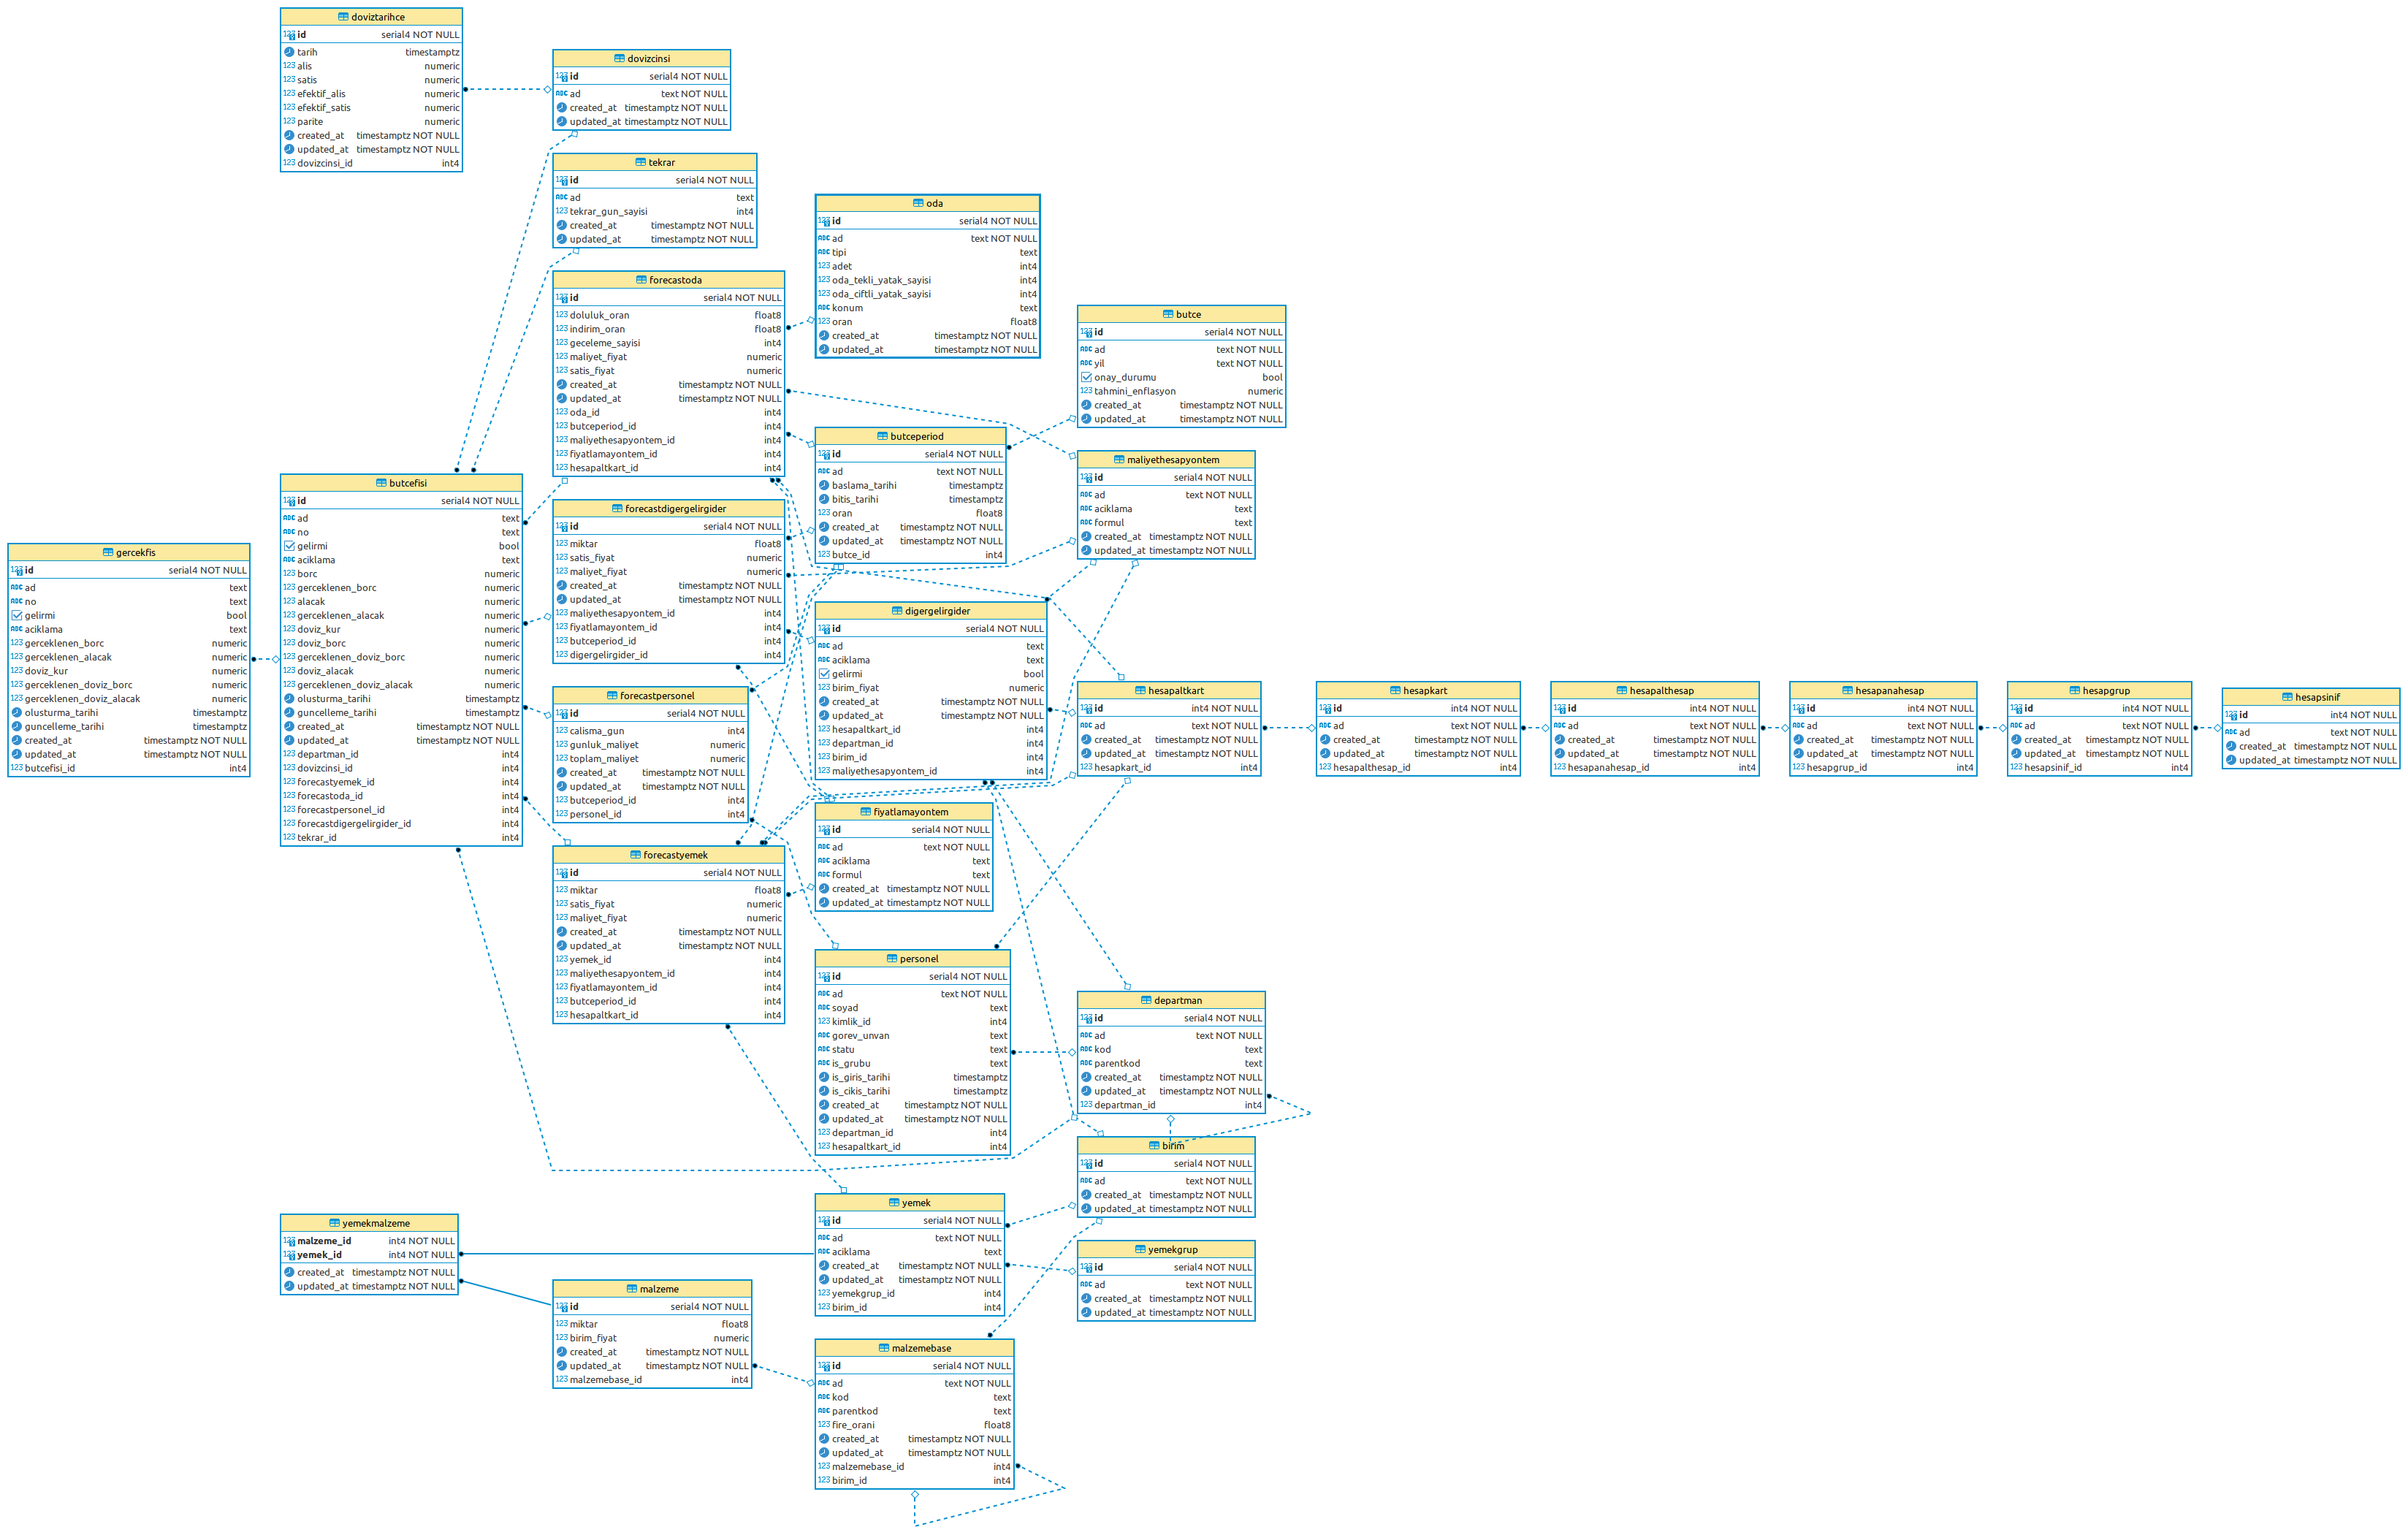 doviztarihce
id serial4 NOT NULL
tarih timestamptz
alis numeric
satis numeric
efektif_alis numeric
efektif_satis numeric
parite numeric
created_at timestamptz NOT NULL
updated_at timestamptz NOT NULL
dovizcinsi_id int4
dovizcinsi
id serial4 NOT NULL
ad text NOT NULL
created_at timestamptz NOT NULL
updated_at timestamptz NOT NULL
tekrar
id serial4 NOT NULL
ad text
tekrar_gun_sayisi int4
created_at timestamptz NOT NULL
updated_at timestamptz NOT NULL
oda
id serial4 NOT NULL
ad text NOT NULL
tipi text
adet int4
oda_tekli_yatak_sayisi int4
oda_ciftli_yatak_sayisi int4
konum text
oran float8
created_at timestamptz NOT NULL
updated_at timestamptz NOT NULL
forecastoda
id serial4 NOT NULL
doluluk_oran float8
indirim_oran float8
geceleme_sayisi int4
maliyet_fiyat numeric
satis_fiyat numeric
created_at timestamptz NOT NULL
updated_at timestamptz NOT NULL
oda_id int4
butceperiod_id int4
maliyethesapyontem_id int4
fiyatlamayontem_id int4
hesapaltkart_id int4
butce
id serial4 NOT NULL
ad text NOT NULL
yil text NOT NULL
onay_durumu bool
tahmini_enflasyon numeric
created_at timestamptz NOT NULL
updated_at timestamptz NOT NULL
butceperiod
id serial4 NOT NULL
ad text NOT NULL
baslama_tarihi timestamptz
bitis_tarihi timestamptz
oran float8
created_at timestamptz NOT NULL
updated_at timestamptz NOT NULL
butce_id int4
maliyethesapyontem
id serial4 NOT NULL
ad text NOT NULL
aciklama text
formul text
created_at timestamptz NOT NULL
updated_at timestamptz NOT NULL
butcefisi
id serial4 NOT NULL
ad text
no text
gelirmi bool
aciklama text
borc numeric
gerceklenen_borc numeric
alacak numeric
gerceklenen_alacak numeric
doviz_kur numeric
doviz_borc numeric
gerceklenen_doviz_borc numeric
doviz_alacak numeric
gerceklenen_doviz_alacak numeric
olusturma_tarihi timestamptz
guncelleme_tarihi timestamptz
created_at timestamptz NOT NULL
updated_at timestamptz NOT NULL
departman_id int4
dovizcinsi_id int4
forecastyemek_id int4
forecastoda_id int4
forecastpersonel_id int4
forecastdigergelirgider_id int4
tekrar_id int4
forecastdigergelirgider
id serial4 NOT NULL
miktar float8
satis_fiyat numeric
maliyet_fiyat numeric
created_at timestamptz NOT NULL
updated_at timestamptz NOT NULL
maliyethesapyontem_id int4
fiyatlamayontem_id int4
butceperiod_id int4
digergelirgider_id int4
gercekfis
id serial4 NOT NULL
ad text
no text
gelirmi bool
aciklama text
gerceklenen_borc numeric
gerceklenen_alacak numeric
doviz_kur numeric
gerceklenen_doviz_borc numeric
gerceklenen_doviz_alacak numeric
olusturma_tarihi timestamptz
guncelleme_tarihi timestamptz
created_at timestamptz NOT NULL
updated_at timestamptz NOT NULL
butcefisi_id int4
digergelirgider
id serial4 NOT NULL
ad text
aciklama text
gelirmi bool
birim_fiyat numeric
created_at timestamptz NOT NULL
updated_at timestamptz NOT NULL
hesapaltkart_id int4
departman_id int4
birim_id int4
maliyethesapyontem_id int4
forecastpersonel
id serial4 NOT NULL
calisma_gun int4
gunluk_maliyet numeric
toplam_maliyet numeric
created_at timestamptz NOT NULL
updated_at timestamptz NOT NULL
butceperiod_id int4
personel_id int4
hesapaltkart
id int4 NOT NULL
ad text NOT NULL
created_at timestamptz NOT NULL
updated_at timestamptz NOT NULL
hesapkart_id int4
hesapkart
id int4 NOT NULL
ad text NOT NULL
created_at timestamptz NOT NULL
updated_at timestamptz NOT NULL
hesapalthesap_id int4
hesapalthesap
id int4 NOT NULL
ad text NOT NULL
created_at timestamptz NOT NULL
updated_at timestamptz NOT NULL
hesapanahesap_id int4
hesapanahesap
id int4 NOT NULL
ad text NOT NULL
created_at timestamptz NOT NULL
updated_at timestamptz NOT NULL
hesapgrup_id int4
hesapgrup
id int4 NOT NULL
ad text NOT NULL
created_at timestamptz NOT NULL
updated_at timestamptz NOT NULL
hesapsinif_id int4
hesapsinif
id int4 NOT NULL
ad text NOT NULL
created_at timestamptz NOT NULL
updated_at timestamptz NOT NULL
fiyatlamayontem
id serial4 NOT NULL
ad text NOT NULL
aciklama text
formul text
created_at timestamptz NOT NULL
updated_at timestamptz NOT NULL
forecastyemek
id serial4 NOT NULL
miktar float8
satis_fiyat numeric
maliyet_fiyat numeric
created_at timestamptz NOT NULL
updated_at timestamptz NOT NULL
yemek_id int4
maliyethesapyontem_id int4
fiyatlamayontem_id int4
butceperiod_id int4
hesapaltkart_id int4
personel
id serial4 NOT NULL
ad text NOT NULL
soyad text
kimlik_id int4
gorev_unvan text
statu text
is_grubu text
is_giris_tarihi timestamptz
is_cikis_tarihi timestamptz
created_at timestamptz NOT NULL
updated_at timestamptz NOT NULL
departman_id int4
hesapaltkart_id int4
departman
id serial4 NOT NULL
ad text NOT NULL
kod text
parentkod text
created_at timestamptz NOT NULL
updated_at timestamptz NOT NULL
departman_id int4
birim
id serial4 NOT NULL
ad text NOT NULL
created_at timestamptz NOT NULL
updated_at timestamptz NOT NULL
yemek
id serial4 NOT NULL
ad text NOT NULL
aciklama text
created_at timestamptz NOT NULL
updated_at timestamptz NOT NULL
yemekgrup_id int4
birim_id int4
yemekmalzeme
malzeme_id int4 NOT NULL
yemek_id int4 NOT NULL
created_at timestamptz NOT NULL
updated_at timestamptz NOT NULL
yemekgrup
id serial4 NOT NULL
ad text NOT NULL
created_at timestamptz NOT NULL
updated_at timestamptz NOT NULL
malzeme
id serial4 NOT NULL
miktar float8
birim_fiyat numeric
created_at timestamptz NOT NULL
updated_at timestamptz NOT NULL
malzemebase_id int4
malzemebase
id serial4 NOT NULL
ad text NOT NULL
kod text
parentkod text
fire_orani float8
created_at timestamptz NOT NULL
updated_at timestamptz NOT NULL
malzemebase_id int4
birim_id int4